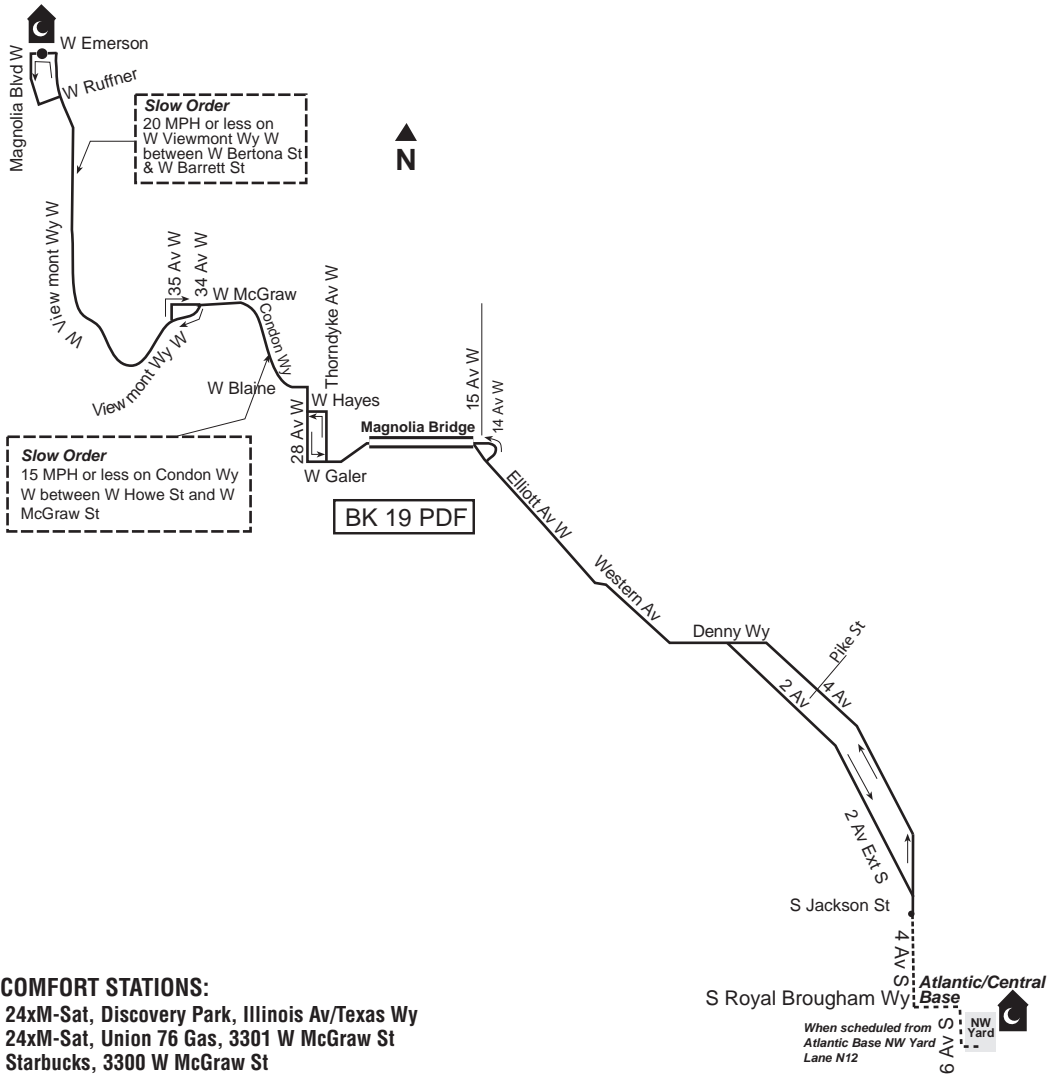 W Emerson
Magnolia Blvd W
W Ruffner
Slow Order
20 MPH or less on
W Viewmont Wy W
between W Bertona St
& W Barrett St
N
W View mont Wy W
35 Av W
34 Av W
W McGraw
Condon Wy
Thorndyke Av W
View mont Wy W
W Blaine
W Hayes
28 Av W
Magnolia Bridge
15 Av W
14 Av W
Slow Order
15 MPH or less on Condon Wy
W between W Howe St and W
McGraw St
W Galer
BK 19 PDF
Elliott Av W
Western Av
Denny Wy
Pike St
2 Av
4 Av
2 Av Ext S
S Jackson St
4 Av S
S Royal Brougham Wy
Atlantic/Central
Base
NW
Yard
When scheduled from
Atlantic Base NW Yard
Lane N12
6 Av S
COMFORT STATIONS:
24xM-Sat, Discovery Park, Illinois Av/Texas Wy
24xM-Sat, Union 76 Gas, 3301 W McGraw St
Starbucks, 3300 W McGraw St